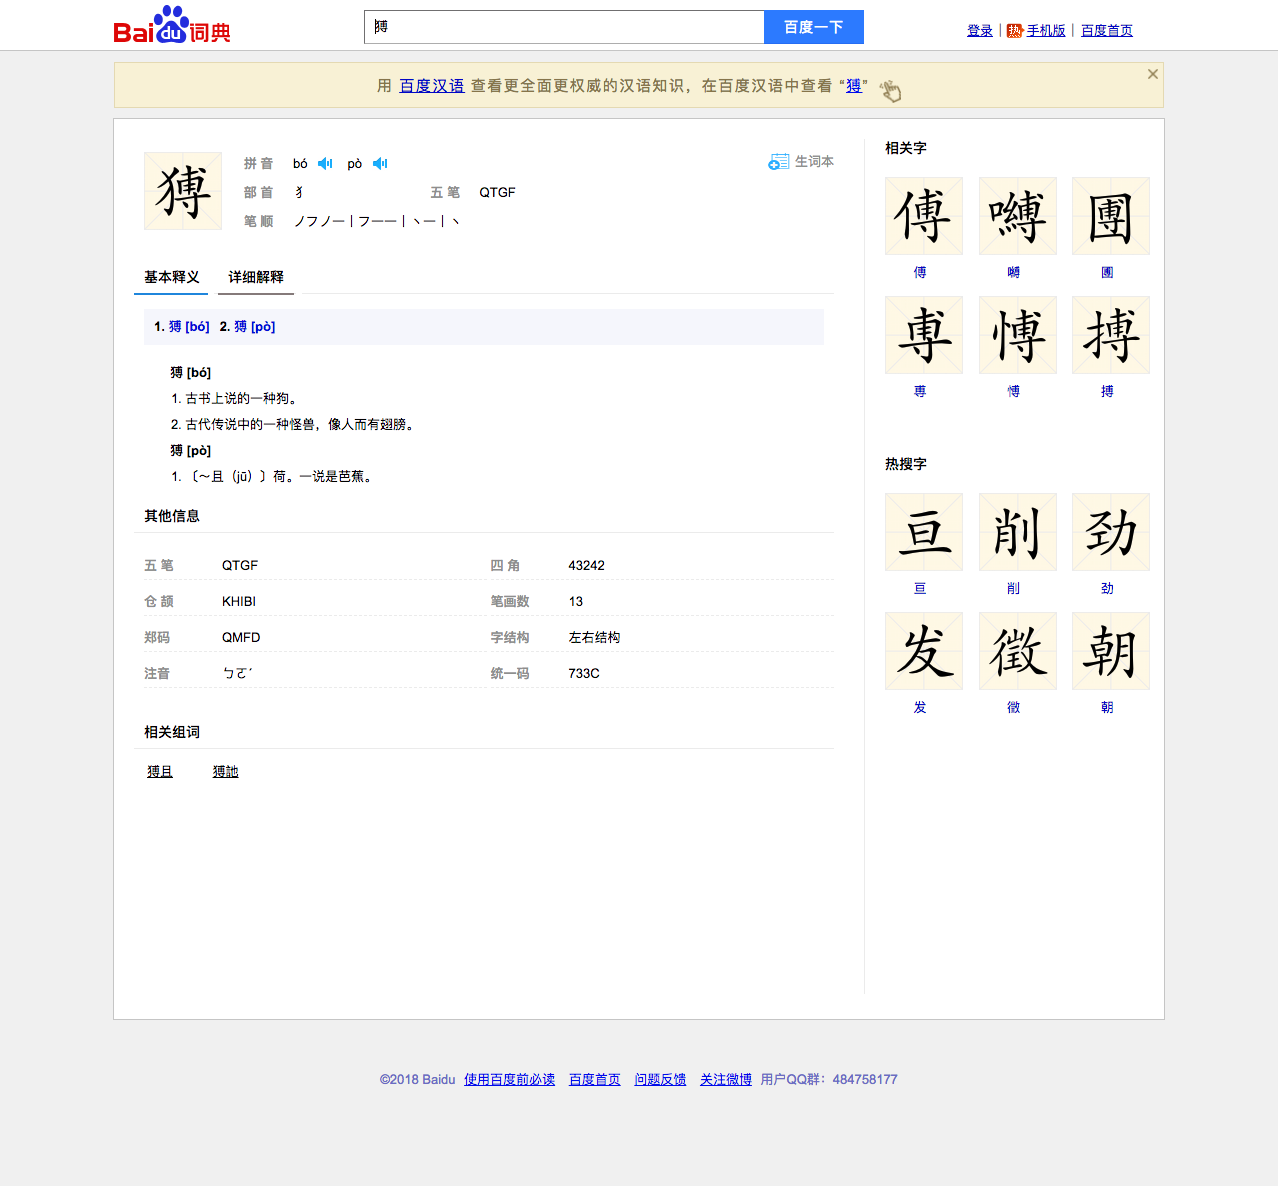 Baidu词典
猼
百度一下
登录 | 热 手机版 | 百度首页
用 百度汉语 查看更全面更权威的汉语知识，在百度汉语中查看 “猼”
猼
拼 音 bó pò
生词本
部 首 犭 五 笔 QTGF
笔 顺 ノフノ一丨フ一一丨丶一丨丶
基本释义 详细解释
1. 猼 [bó] 2. 猼 [pò]
猼 [bó]
1. 古书上说的一种狗。
2. 古代传说中的一种怪兽，像人而有翅膀。
猼 [pò]
1. 〔～且（jū）〕荷。一说是芭蕉。
其他信息
五 笔 QTGF 四 角 43242
仓 颉 KHIBI 笔画数 13
郑码 QMFD 字结构 左右结构
注音 ㄅㄛˊ 统一码 733C
相关组词
猼且 猼訑
相关字
傅 嚩 圑
傅 嚩 圑
尃 愽 搏
尃 愽 搏
热搜字
亘 削 劲
亘 削 劲
发 徵 朝
发 徵 朝
©2018 Baidu 使用百度前必读 百度首页 问题反馈 关注微博 用户QQ群：484758177